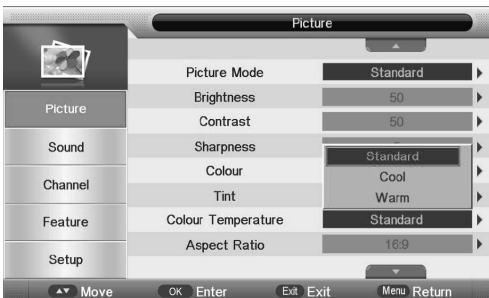 Picture
Picture
Sound
Channel
Feature
Setup
Picture Mode Standard
Brightness 50
Contrast 50
Sharpness
Colour
Tint
Standard
Cool
Warm
Colour Temperature Standard
Aspect Ratio 16:9
Move OK Enter Exit Exit Menu Return